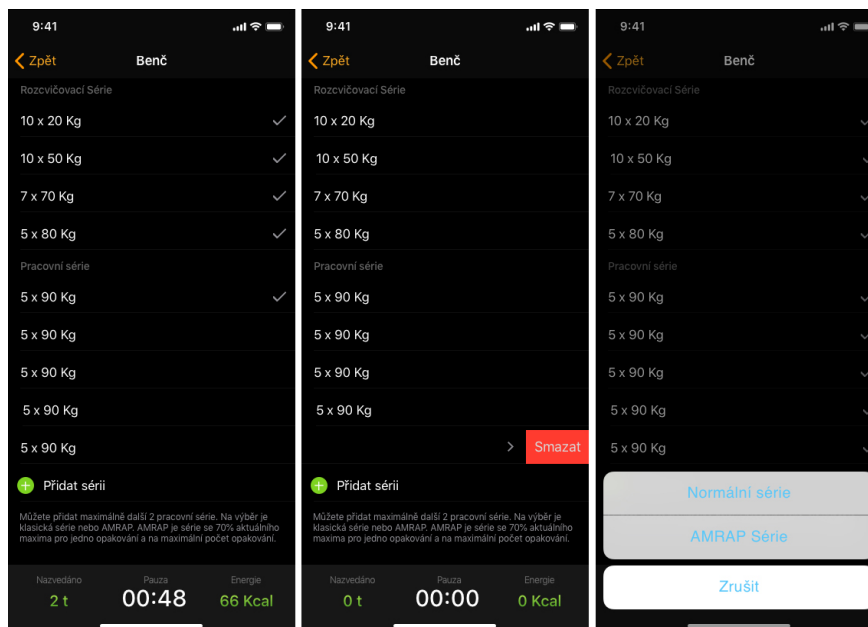 9:41
Zpět
Benč
Rozcvičovací Série
10 x 20 Kg
10 x 50 Kg
7 x 70 Kg
5 x 80 Kg
Pracovní série
5 x 90 Kg
5 x 90 Kg
5 x 90 Kg
5 x 90 Kg
5 x 90 Kg
Přidat sérii
Můžete přidat maximálně další 2 pracovní série. Na výběr je
klasická série nebo AMRAP. AMRAP je série se 70% aktuálního
maxima pro jedno opakování a na maximální počet opakování.
Nazvedáno Pauza Energie
2 t 00:48 66 Kcal
9:41
Zpět
Benč
Rozcvičovací Série
10 x 20 Kg
10 x 50 Kg
7 x 70 Kg
5 x 80 Kg
Pracovní série
5 x 90 Kg
5 x 90 Kg
5 x 90 Kg
5 x 90 Kg
Smazat
Přidat sérii
Můžete přidat maximálně další 2 pracovní série. Na výběr je
klasická série nebo AMRAP. AMRAP je série se 70% aktuálního
maxima pro jedno opakování a na maximální počet opakování.
Nazvedáno Pauza Energie
0 t 00:00 0 Kcal
9:41
Zpět
Benč
Rozcvičovací Série
10 x 20 Kg
10 x 50 Kg
7 x 70 Kg
5 x 80 Kg
Pracovní série
5 x 90 Kg
5 x 90 Kg
5 x 90 Kg
5 x 90 Kg
5 x 90 Kg
Normální série
AMRAP Série
Zrušit